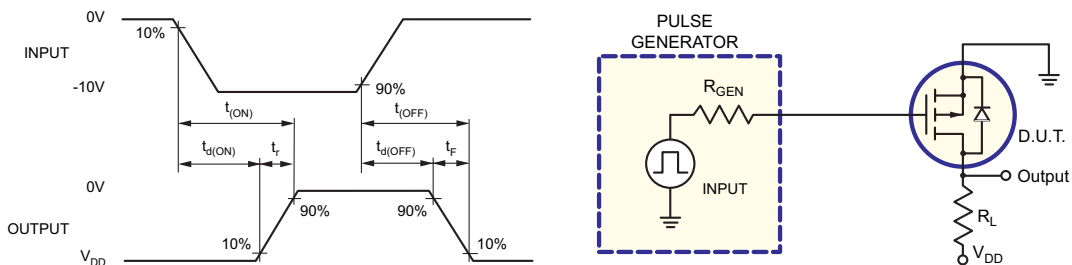 0V
10%
INPUT
-10V
90%
t(ON)
t(OFF)
td(ON)
tr
td(OFF)
tF
0V
90%
90%
OUTPUT
10%
10%
VDD
PULSE
GENERATOR
RGEN
INPUT
D.U.T.
Output
RL
VDD